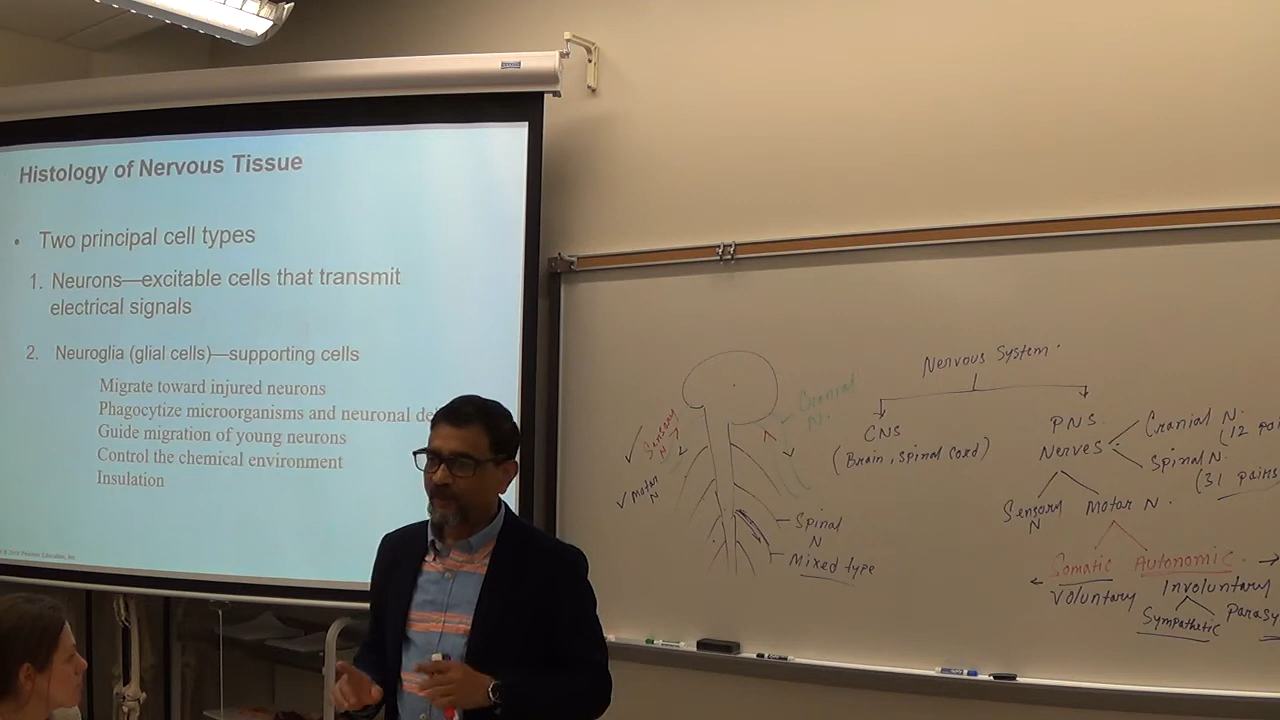 Histology of Nervous Tissue
• Two principal cell types
1. Neurons—excitable cells that transmit
electrical signals
2. Neuroglia (glial cells)—supporting cells
Migrate toward injured neurons
Phagocytize microorganisms and neuronal de
Guide migration of young neurons
Control the chemical environment
Insulation
Nervous System
CNS
(Brain, Spinal Cord)
PNS
Nerves
Cranial N.
(12 pai
Spinal N.
(31 pairs
Sensory
N
Motor N.
Somatic Autonomic
Voluntary Involuntary
Sympathetic Parasy
Cranial
N.
Sensory
N
Motor
N
Spinal
N
Mixed type